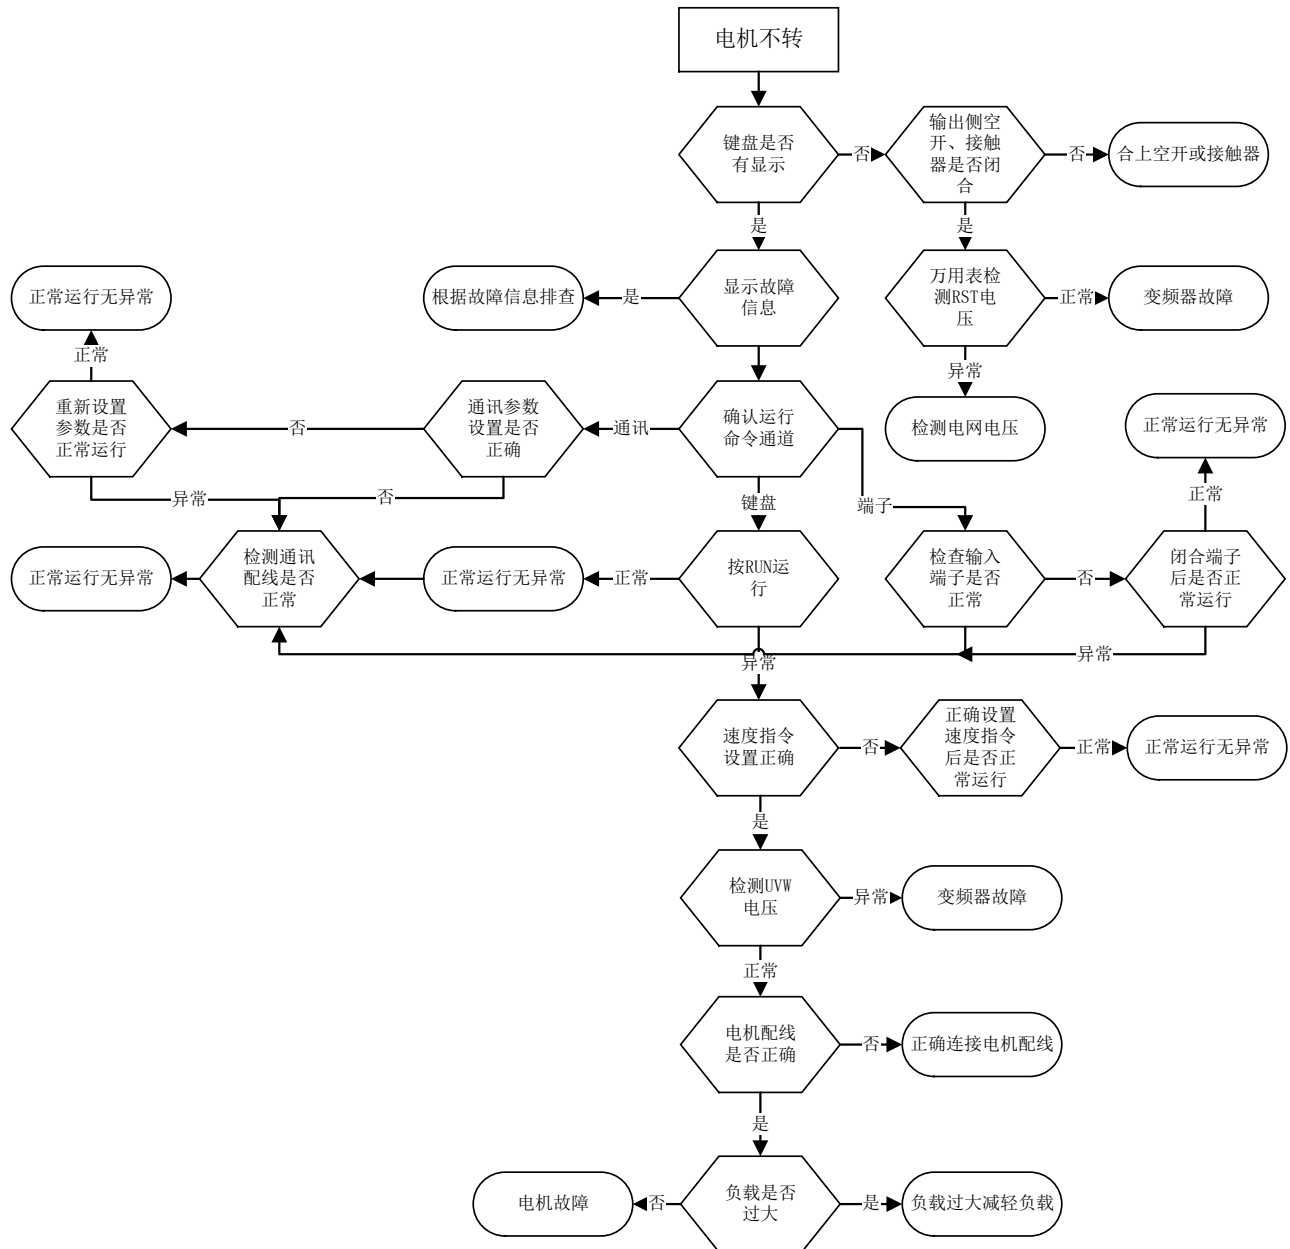 电机不转
键盘是否
有显示
否
输出侧空
开、接触
器是否闭
合
否
合上空开或接触器
是
是
正常运行无异常
根据故障信息排查
是
显示故障
信息
万用表检
测RST电
压
正常
变频器故障
正常
异常
重新设置
参数是否
正常运行
否
通讯参数
设置是否
正确
通讯
确认运行
命令通道
检测电网电压
正常运行无异常
异常
否
键盘
端子
正常
正常运行无异常
检测通讯
配线是否
正常
正常运行无异常
正常
按RUN运
行
检查输入
端子是否
正常
否
闭合端子
后是否正
常运行
异常
异常
速度指令
设置正确
否
正确设置
速度指令
后是否正
常运行
正常
正常运行无异常
是
检测UVW
电压
异常
变频器故障
正常
电机配线
是否正确
否
正确连接电机配线
是
电机故障
否
负载是否
过大
是
负载过大减轻负载